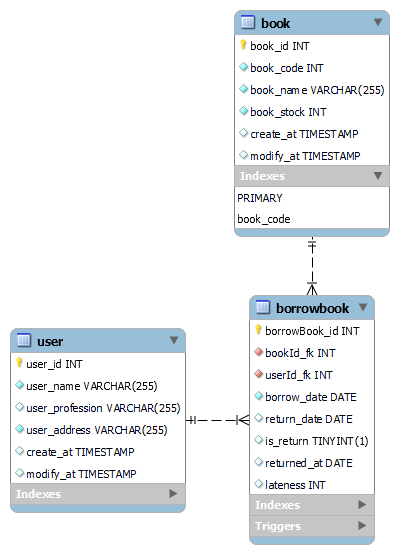 book
book_id INT
book_code INT
book_name VARCHAR(255)
book_stock INT
create_at TIMESTAMP
modify_at TIMESTAMP
Indexes
PRIMARY
book_code
borrowbook
borrowBook_id INT
bookId_fk INT
userId_fk INT
borrow_date DATE
return_date DATE
is_return TINYINT(1)
returned_at DATE
lateness INT
Indexes
Triggers
user
user_id INT
user_name VARCHAR(255)
user_profession VARCHAR(255)
user_address VARCHAR(255)
create_at TIMESTAMP
modify_at TIMESTAMP
Indexes